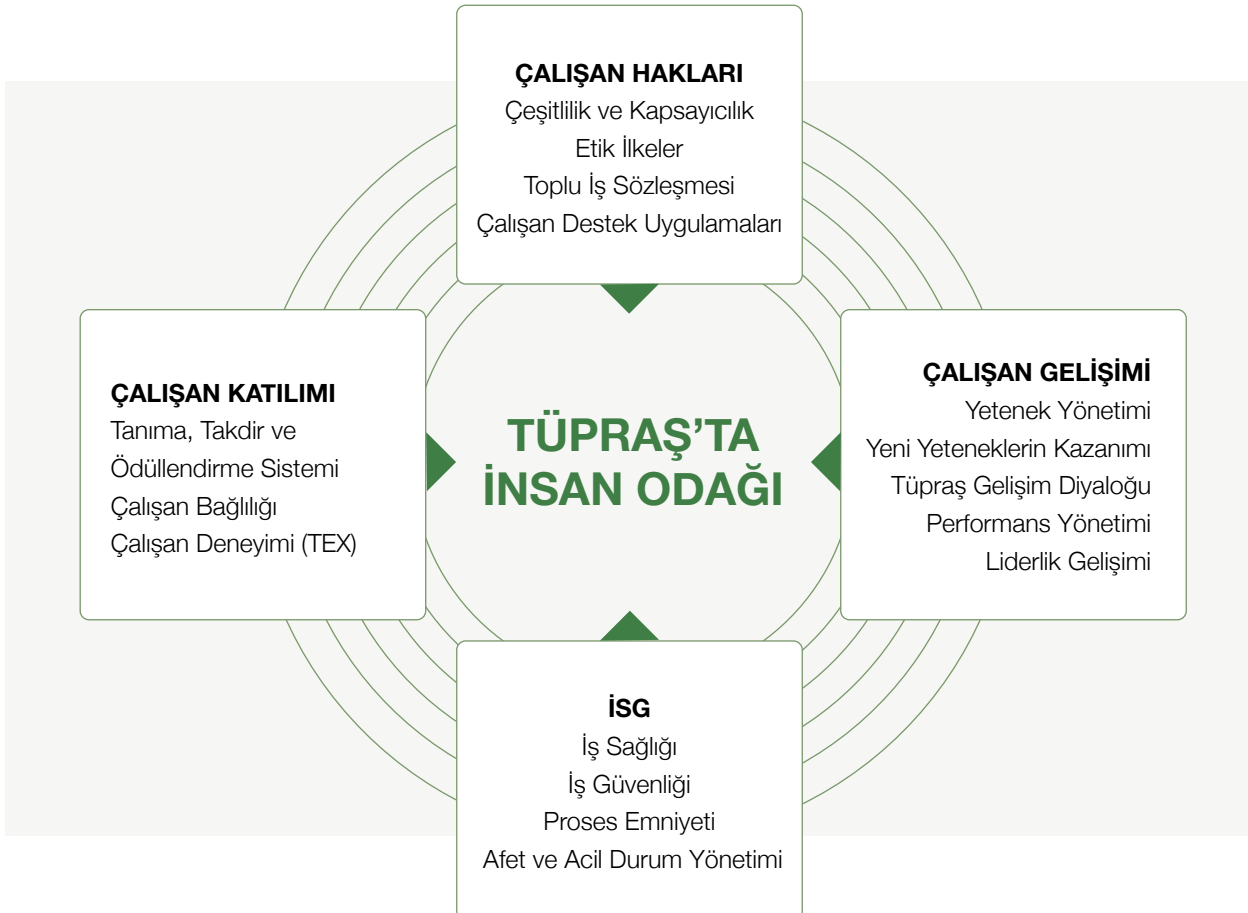 ÇALIŞAN HAKLARI
Çeşitlilik ve Kapsayıcılık
Etik İlkeler
Toplu İş Sözleşmesi
Çalışan Destek Uygulamaları
ÇALIŞAN KATILIMI
Tanıma, Takdir ve
Ödüllendirme Sistemi
Çalışan Bağlılığı
Çalışan Deneyimi (TEX)
TÜPRAŞ’TA
İNSAN ODAĞI
ÇALIŞAN GELİŞİMİ
Yetenek Yönetimi
Yeni Yeteneklerin Kazanımı
Tüpraş Gelişim Diyaloğu
Performans Yönetimi
Liderlik Gelişimi
İSG
İş Sağlığı
İş Güvenliği
Proses Emniyeti
Afet ve Acil Durum Yönetimi